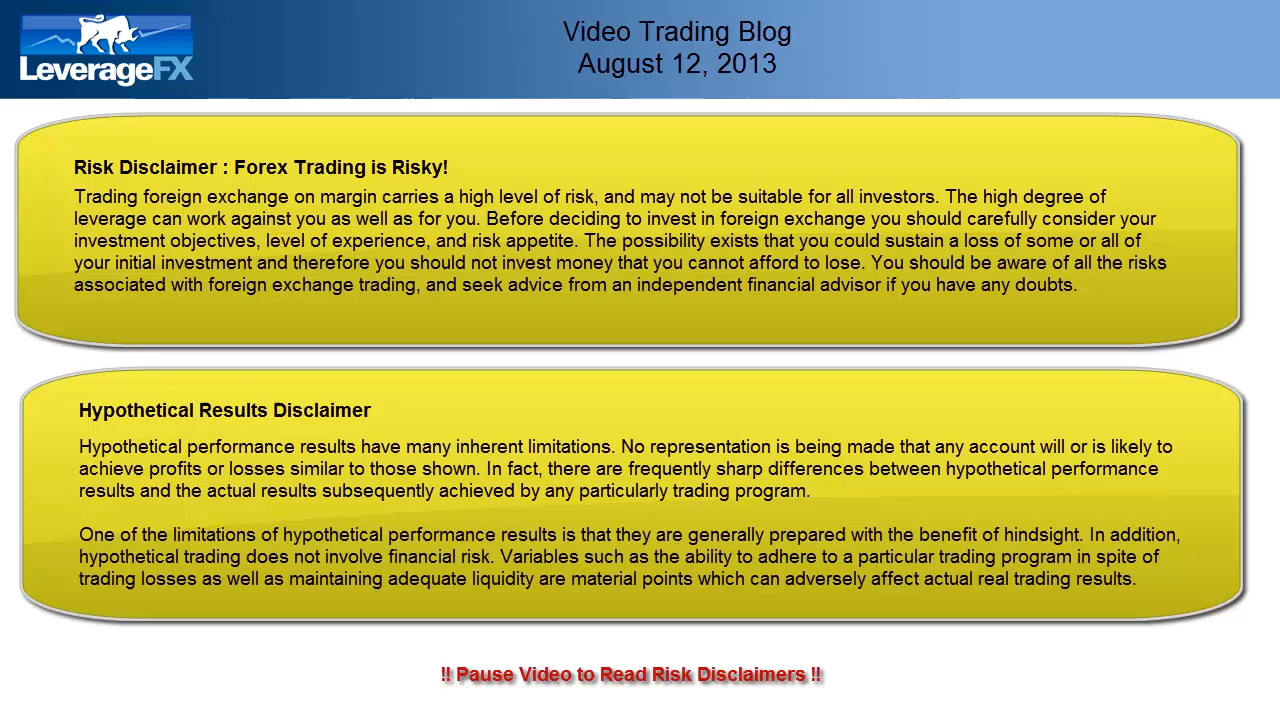 LeverageFX
Video Trading Blog
August 12, 2013
Risk Disclaimer : Forex Trading is Risky!
Trading foreign exchange on margin carries a high level of risk, and may not be suitable for all investors. The high degree of
leverage can work against you as well as for you. Before deciding to invest in foreign exchange you should carefully consider your
investment objectives, level of experience, and risk appetite. The possibility exists that you could sustain a loss of some or all of
your initial investment and therefore you should not invest money that you cannot afford to lose. You should be aware of all the risks
associated with foreign exchange trading, and seek advice from an independent financial advisor if you have any doubts.
Hypothetical Results Disclaimer
Hypothetical performance results have many inherent limitations. No representation is being made that any account will or is likely to
achieve profits or losses similar to those shown. In fact, there are frequently sharp differences between hypothetical performance
results and the actual results subsequently achieved by any particularly trading program.
One of the limitations of hypothetical performance results is that they are generally prepared with the benefit of hindsight. In addition,
hypothetical trading does not involve financial risk. Variables such as the ability to adhere to a particular trading program in spite of
trading losses as well as maintaining adequate liquidity are material points which can adversely affect actual real trading results.
!! Pause Video to Read Risk Disclaimers !!